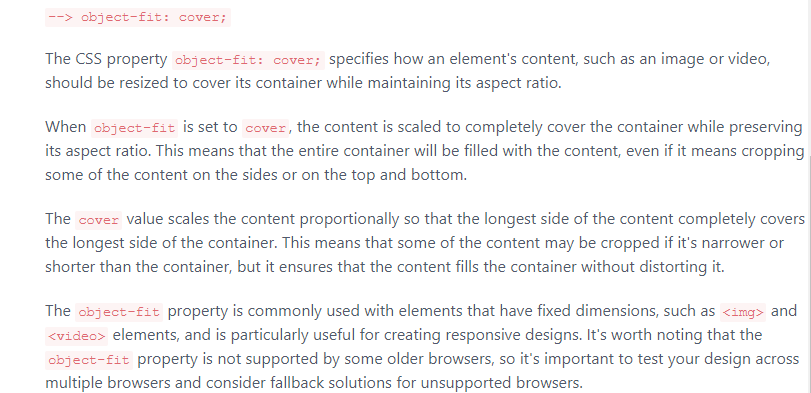 --> object-fit: cover;
The CSS property object-fit: cover; specifies how an element's content, such as an image or video,
should be resized to cover its container while maintaining its aspect ratio.
When object-fit is set to cover, the content is scaled to completely cover the container while preserving
its aspect ratio. This means that the entire container will be filled with the content, even if it means cropping
some of the content on the sides or on the top and bottom.
The cover value scales the content proportionally so that the longest side of the content completely covers
the longest side of the container. This means that some of the content may be cropped if it's narrower or
shorter than the container, but it ensures that the content fills the container without distorting it.
The object-fit property is commonly used with elements that have fixed dimensions, such as <img> and
<video> elements, and is particularly useful for creating responsive designs. It's worth noting that the
object-fit property is not supported by some older browsers, so it's important to test your design across
multiple browsers and consider fallback solutions for unsupported browsers.